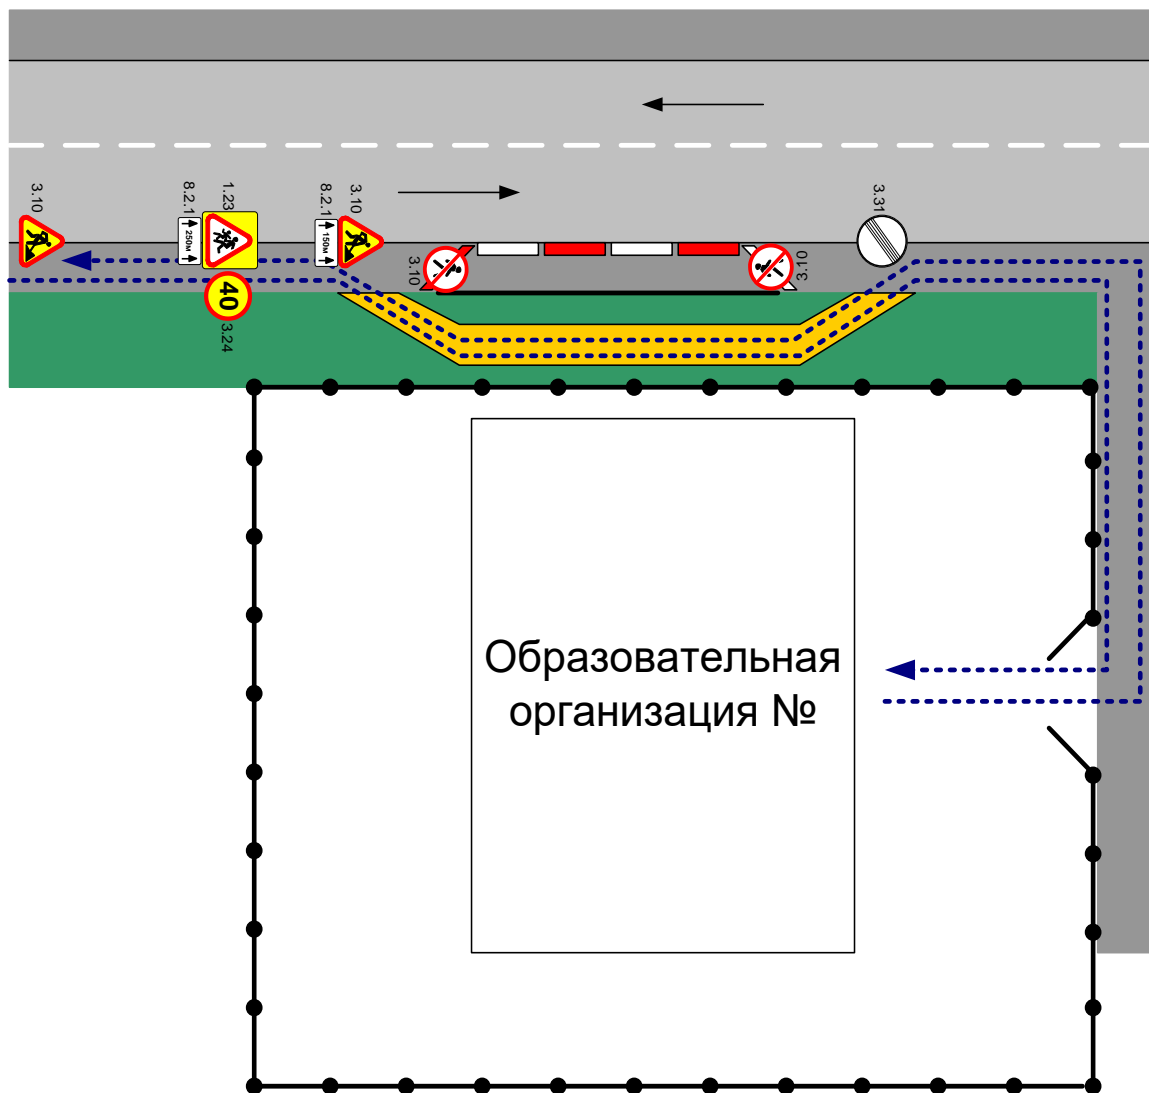 3.10
8.2.1
250м
1.23
40
3.24
8.2.1
150м
3.10
3.10
3.10
3.31
Образовательная
организация №